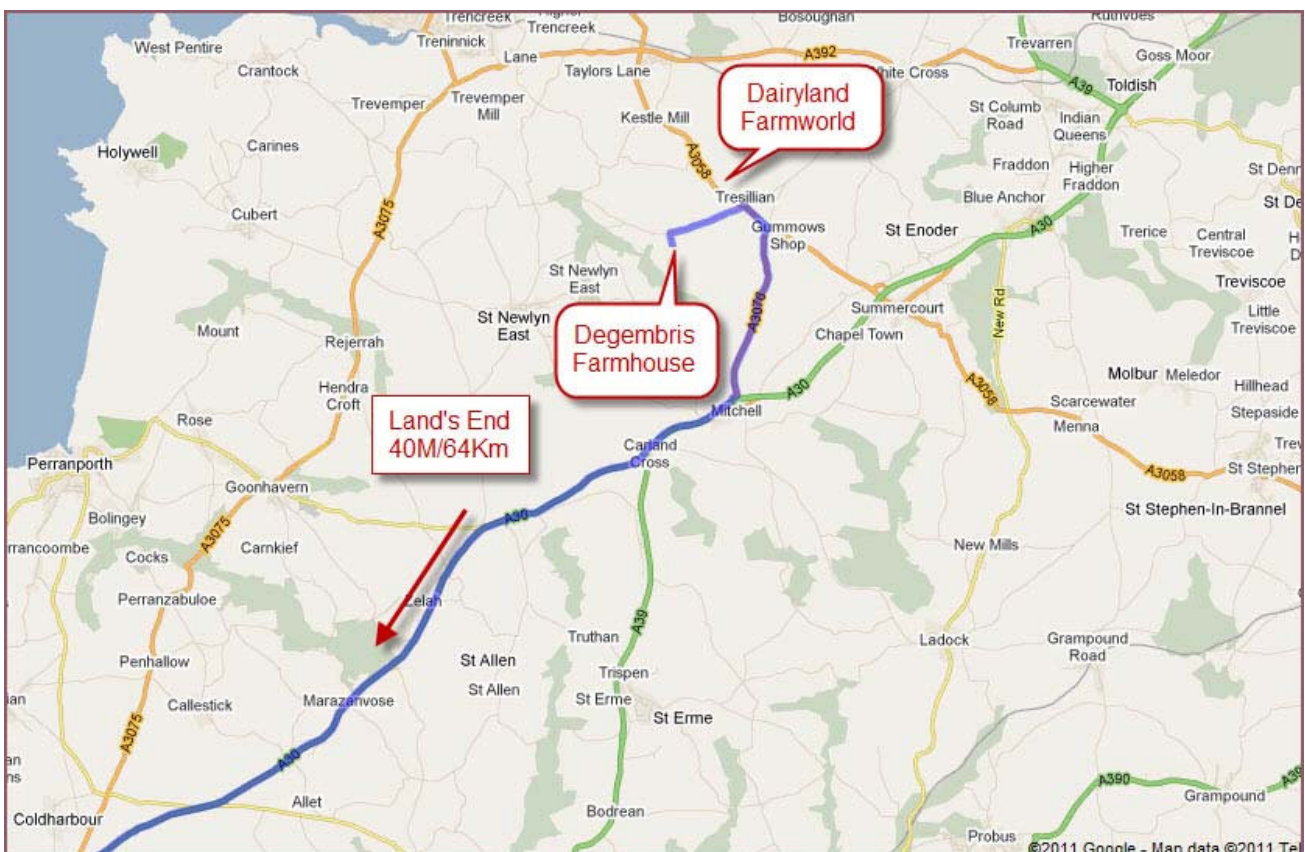 Trencreek
Higher
Trencreek
Bosoughan
Ruthvoes
West Pentire
Treninnick
Trevarren
Goss Moor
Crantock
Lane
A392
Taylors Lane
White Cross
A39
Toldish
Trevemper
Trevemper
Mill
Kestle Mill
Dairyland
Farmworld
St Columb
Road
Indian
Queens
Holywell
Carines
A3058
Fraddon
Higher
Fraddon
St Denn
Tresillian
Blue Anchor
St De
Cubert
A3075
Gummows
Shop
St Enoder
A30
Trerice
Central
Treviscoe
St Newlyn
East
Treviscoe
Summercourt
New Rd
Little
Treviscoe
Mount
Rejerrah
St Newlyn
East
Degembris
Farmhouse
A3076
Chapel Town
Hendra
Croft
Molbur
Meledor
Hillhead
A30
A3058
Scarcewater
Stepaside
Rose
Land's End
40M/64Km
Mitchell
Menna
Carland
Cross
Perranporth
St Stephen
A3058
Goonhavern
St Stephen-In-Brannel
Bolingey
A30
A3075
rrancoombe
Cocks
Carnkief
New Mills
Perranzabuloe
Zelah
A39
Truthan
Ladock
Grampound
Road
Penhallow
St Allen
Trispen
St Allen
St Erme
Callestick
Marazanvose
St Erme
A3075
A30
A390
A39
Allet
Grampound
Coldharbour
Bodrean
Probus
©2011 Google - Map data ©2011 Tel